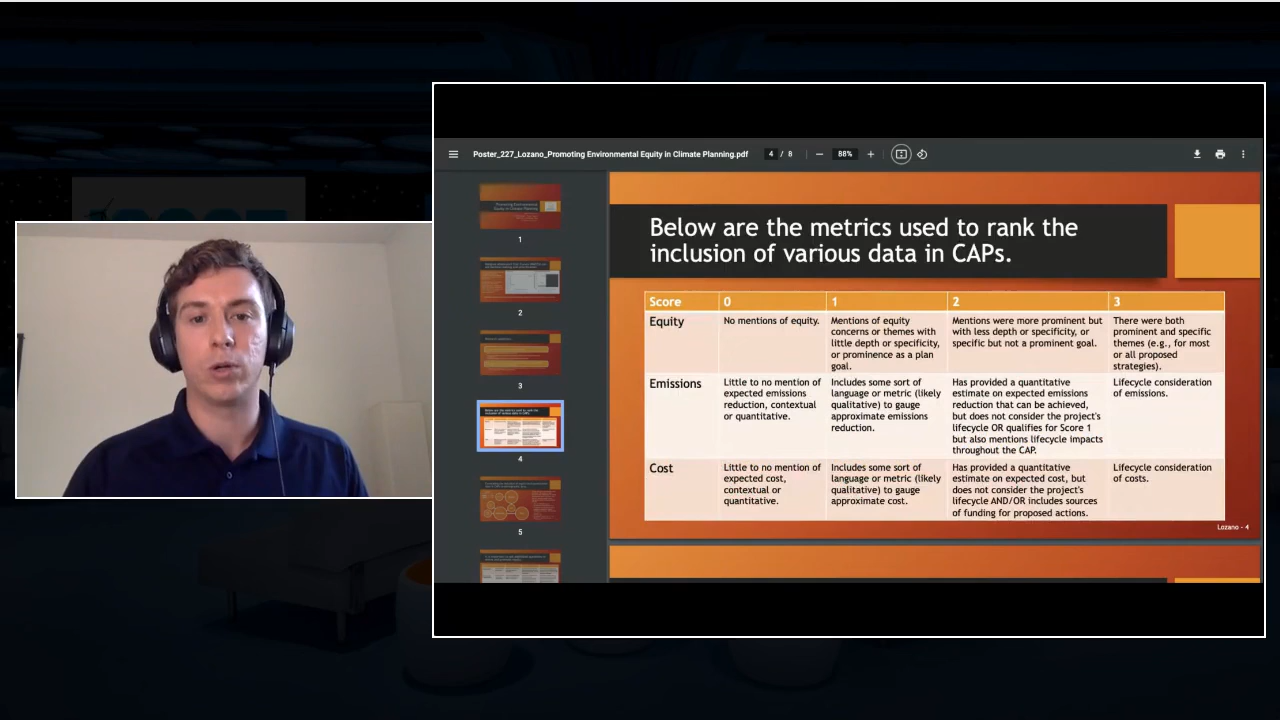 Poster_227_Lozano_Promoting Environmental Equity in Climate Planning.pdf
4 / 8
88%
1
2
3
4
5
Below are the metrics used to rank the
inclusion of various data in CAPs.
Score 0 1 2 3
Equity
No mentions of equity.
Mentions of equity
concerns or themes with
little depth or specificity,
or prominence as a plan
goal.
Mentions were more prominent but
with less depth or specificity, or
specific but not a prominent goal.
There were both
prominent and specific
themes (e.g., for most
or all proposed
strategies).
Emissions
Little to no mention of
expected emissions
reduction, contextual
or quantitative.
Includes some sort of
language or metric (likely
qualitative) to gauge
approximate emissions
reduction.
Has provided a quantitative
estimate on expected emissions
reduction that can be achieved,
but does not consider the project's
lifecycle OR qualifies for Score 1
but also mentions lifecycle impacts
throughout the CAP.
Lifecycle consideration
of emissions.
Cost
Little to no mention of
expected cost,
contextual or
quantitative.
Includes some sort of
language or metric (likely
qualitative) to gauge
approximate cost.
Has provided a quantitative
estimate on expected cost, but
does not consider the project's
lifecycle AND/OR includes sources
of funding for proposed actions.
Lifecycle consideration
of costs.
Lozano - 4